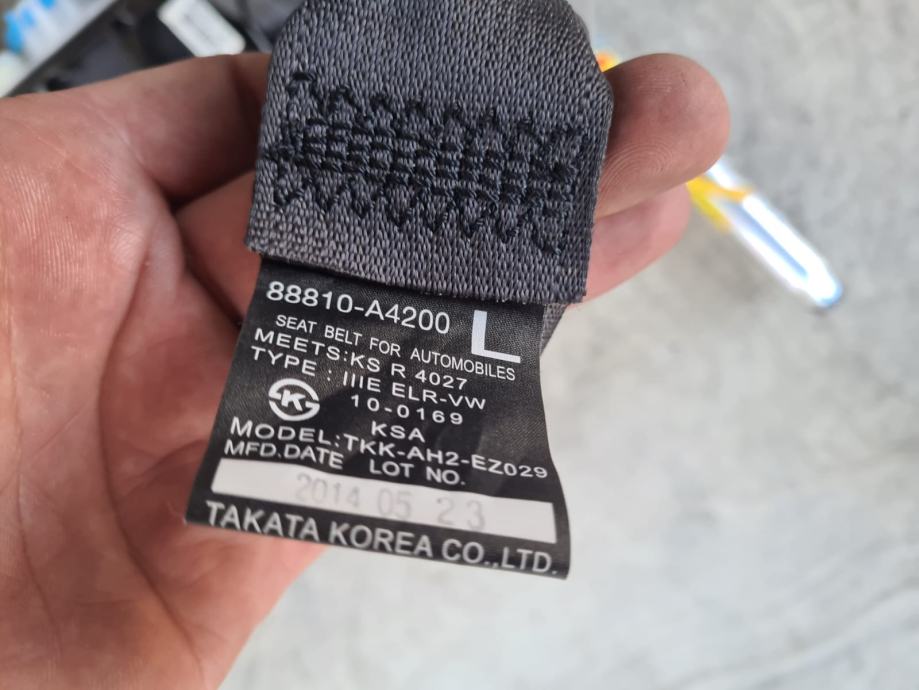 88810-A4200 L
SEAT BELT FOR AUTOMOBILES
MEETS:KS R 4027
TYPE : IIIE ELR-VW
K 10-0169
KSA
MODEL:TKK-AH2-EZ029
MFD.DATE LOT NO.
2014 05 23
TAKATA KOREA CO.,LTD.